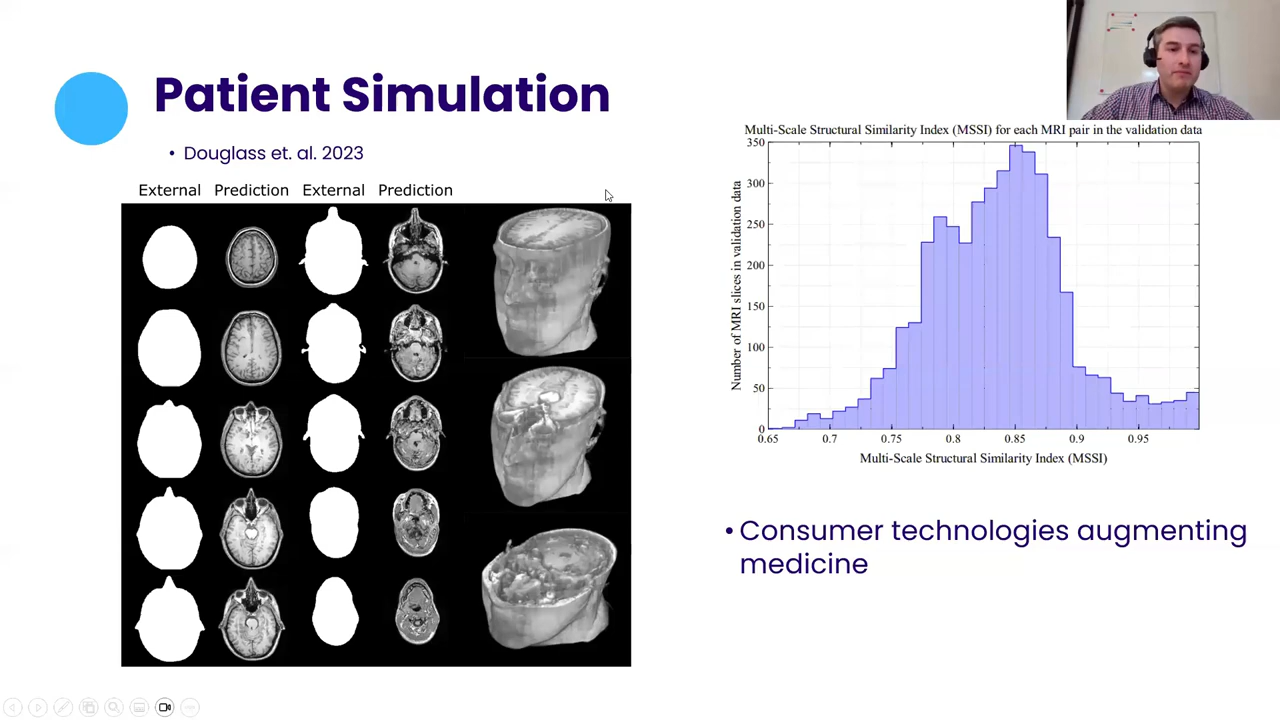 Patient Simulation
• Douglass et. al. 2023
External Prediction External Prediction
Multi-Scale Structural Similarity Index (MSSI) for each MRI pair in the validation data
Number of MRI slices in validation data
350
300
250
200
150
100
50
0
0.65 0.7 0.75 0.8 0.85 0.9 0.95
Multi-Scale Structural Similarity Index (MSSI)
• Consumer technologies augmenting
medicine